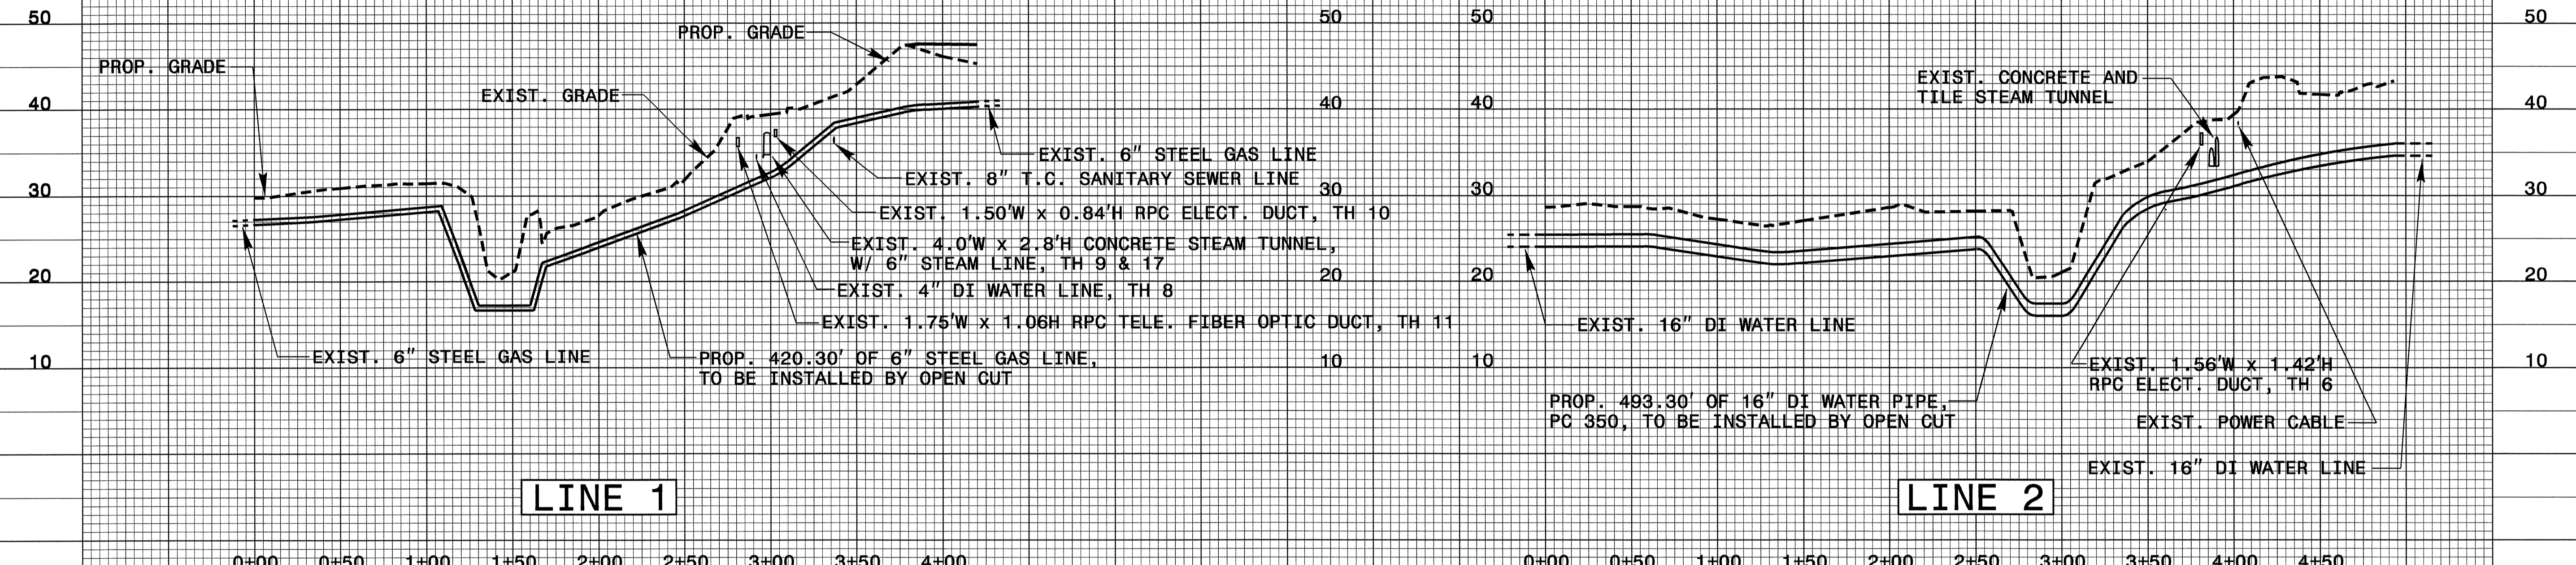 50
50
50
50
PROP. GRADE
PROP. GRADE
EXIST. GRADE
EXIST. CONCRETE AND
TILE STEAM TUNNEL
40
40
40
40
EXIST. 6" STEEL GAS LINE
EXIST. 8" T.C. SANITARY SEWER LINE
30
30
30
30
EXIST. 1.50'W x 0.84'H RPC ELECT. DUCT, TH 10
EXIST. 4.0'W x 2.8'H CONCRETE STEAM TUNNEL,
W/ 6" STEAM LINE, TH 9 & 17
20
20
20
20
EXIST. 4" DI WATER LINE, TH 8
EXIST. 1.75'W x 1.06H RPC TELE. FIBER OPTIC DUCT, TH 11
EXIST. 16" DI WATER LINE
EXIST. 6" STEEL GAS LINE
PROP. 420.30' OF 6" STEEL GAS LINE,
TO BE INSTALLED BY OPEN CUT
10
10
10
10
EXIST. 1.56'W x 1.42'H
RPC ELECT. DUCT, TH 6
PROP. 493.30' OF 16" DI WATER PIPE,
PC 350, TO BE INSTALLED BY OPEN CUT
EXIST. POWER CABLE
EXIST. 16" DI WATER LINE
LINE 1
LINE 2
0+00 0+50 1+00 1+50 2+00 2+50 3+00 3+50 4+00
0+00 0+50 1+00 1+50 2+00 2+50 3+00 3+50 4+00 4+50